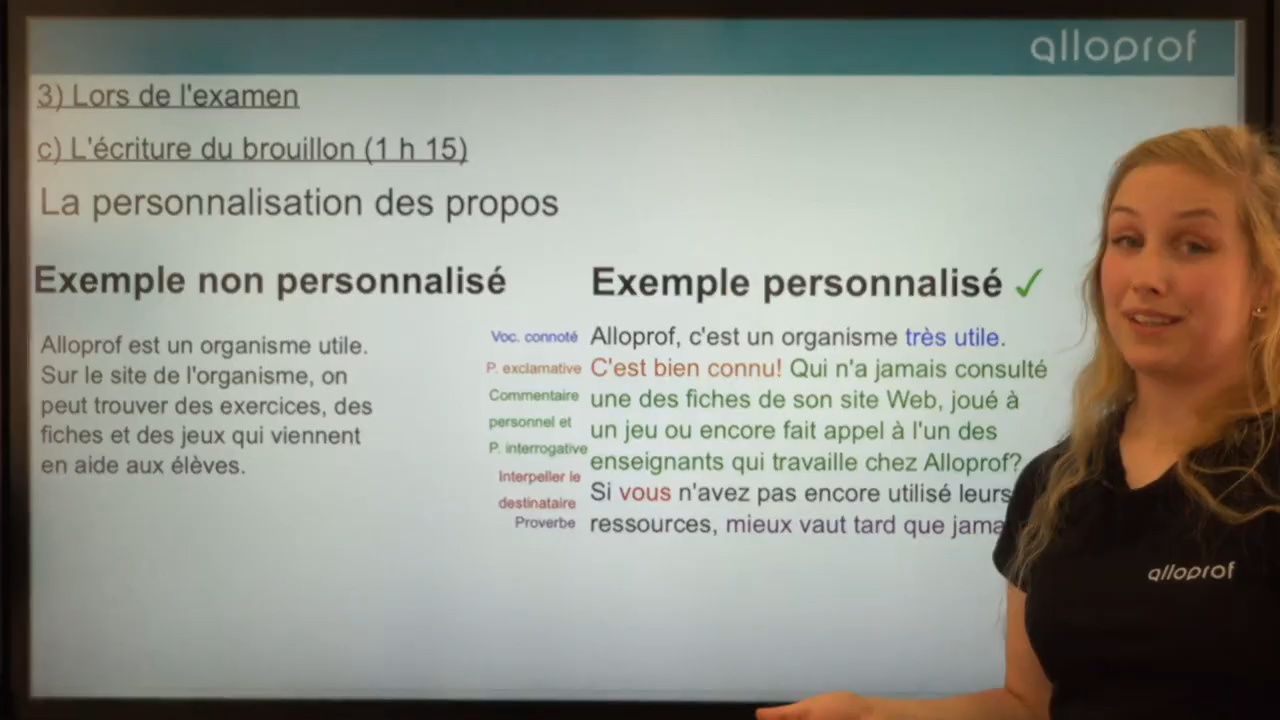 alloprof
3) Lors de l'examen
c) L'écriture du brouillon (1 h 15)
La personnalisation des propos
Exemple non personnalisé
Alloprof est un organisme utile.
Sur le site de l'organisme, on
peut trouver des exercices, des
fiches et des jeux qui viennent
en aide aux élèves.
Exemple personnalisé ✓
Voc. connoté
P. exclamative
Commentaire
personnel et
P. interrogative
Interpeller le
destinataire
Proverbe
Alloprof, c'est un organisme très utile.
C'est bien connu! Qui n'a jamais consulté
une des fiches de son site Web, joué à
un jeu ou encore fait appel à l'un des
enseignants qui travaille chez Alloprof?
Si vous n'avez pas encore utilisé leurs
ressources, mieux vaut tard que jama
alloprof